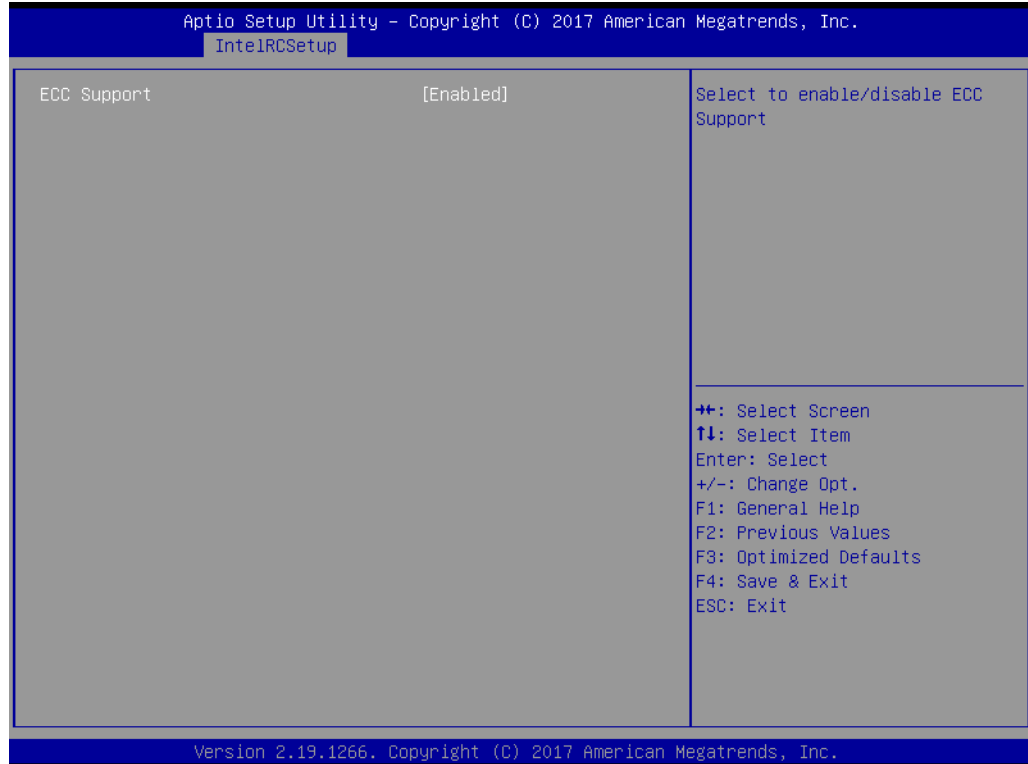 Aptio Setup Utility – Copyright (C) 2017 American Megatrends, Inc.
IntelRCSetup
ECC Support [Enabled]
Select to enable/disable ECC
Support
→←: Select Screen
↑↓: Select Item
Enter: Select
+/-: Change Opt.
F1: General Help
F2: Previous Values
F3: Optimized Defaults
F4: Save & Exit
ESC: Exit
Version 2.19.1266. Copyright (C) 2017 American Megatrends, Inc.